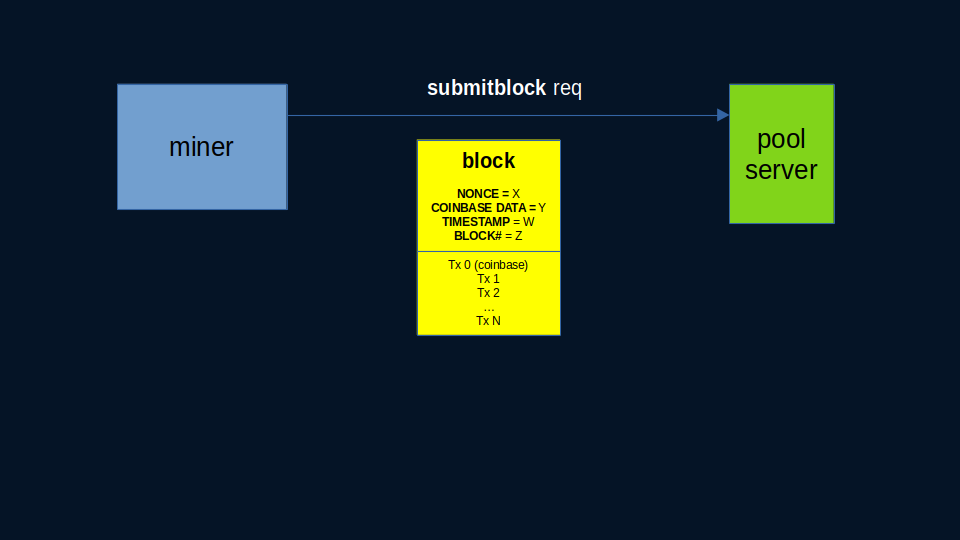 submitblock req
miner
pool
server
block
NONCE = X
COINBASE DATA = Y
TIMESTAMP = W
BLOCK# = Z
Tx 0 (coinbase)
Tx 1
Tx 2
...
Tx N